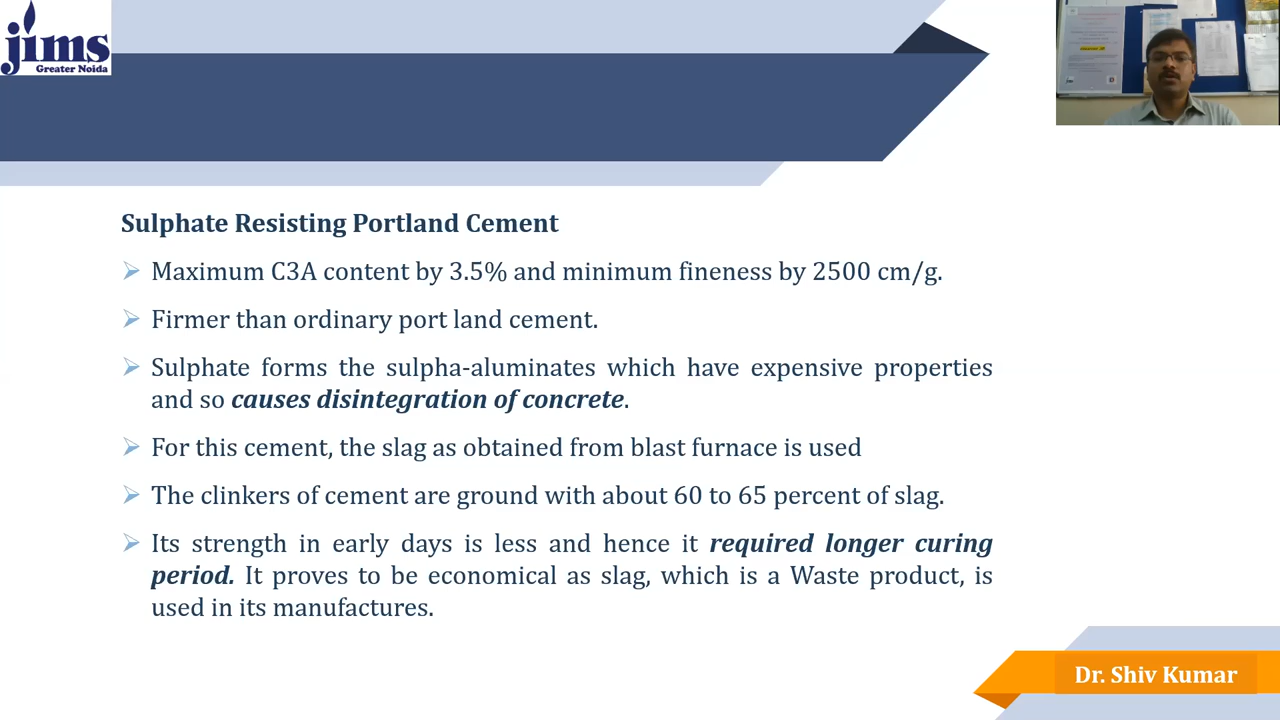 jims
Greater Noida
Sulphate Resisting Portland Cement
Maximum C3A content by 3.5% and minimum fineness by 2500 cm/g.
Firmer than ordinary port land cement.
Sulphate forms the sulpha-aluminates which have expensive properties
and so causes disintegration of concrete.
For this cement, the slag as obtained from blast furnace is used
The clinkers of cement are ground with about 60 to 65 percent of slag.
Its strength in early days is less and hence it required longer curing
period. It proves to be economical as slag, which is a Waste product, is
used in its manufactures.
Dr. Shiv Kumar